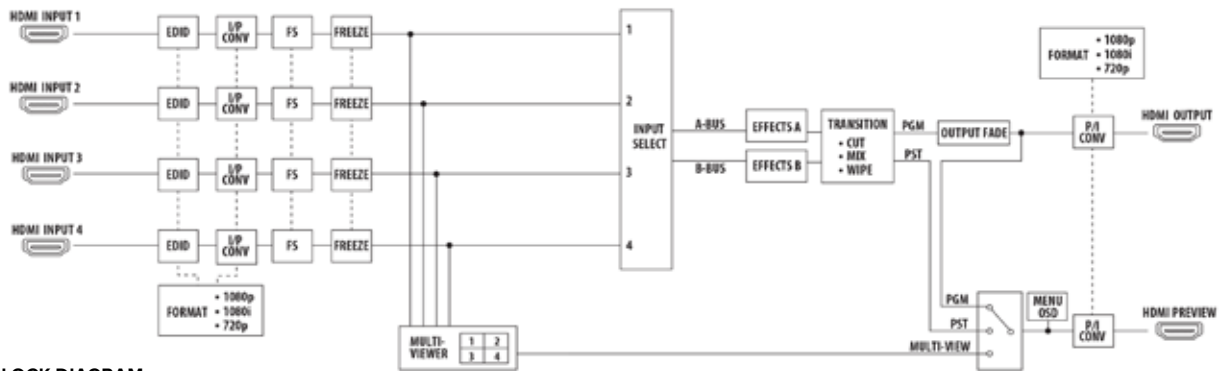 HDMI INPUT 1
EDID
I/P
CONV
FS
FREEZE
HDMI INPUT 2
EDID
I/P
CONV
FS
FREEZE
HDMI INPUT 3
EDID
I/P
CONV
FS
FREEZE
HDMI INPUT 4
EDID
I/P
CONV
FS
FREEZE
FORMAT
• 1080p
• 1080i
• 720p
MULTI-
VIEWER
1 2
3 4
1
2
3
4
INPUT
SELECT
A-BUS
B-BUS
EFFECTS A
EFFECTS B
TRANSITION
• CUT
• MIX
• WIPE
PGM
PST
OUTPUT FADE
FORMAT
• 1080p
• 1080i
• 720p
P/I
CONV
HDMI OUTPUT
PGM
PST
MULTI-VIEW
MENU
OSD
P/I
CONV
HDMI PREVIEW